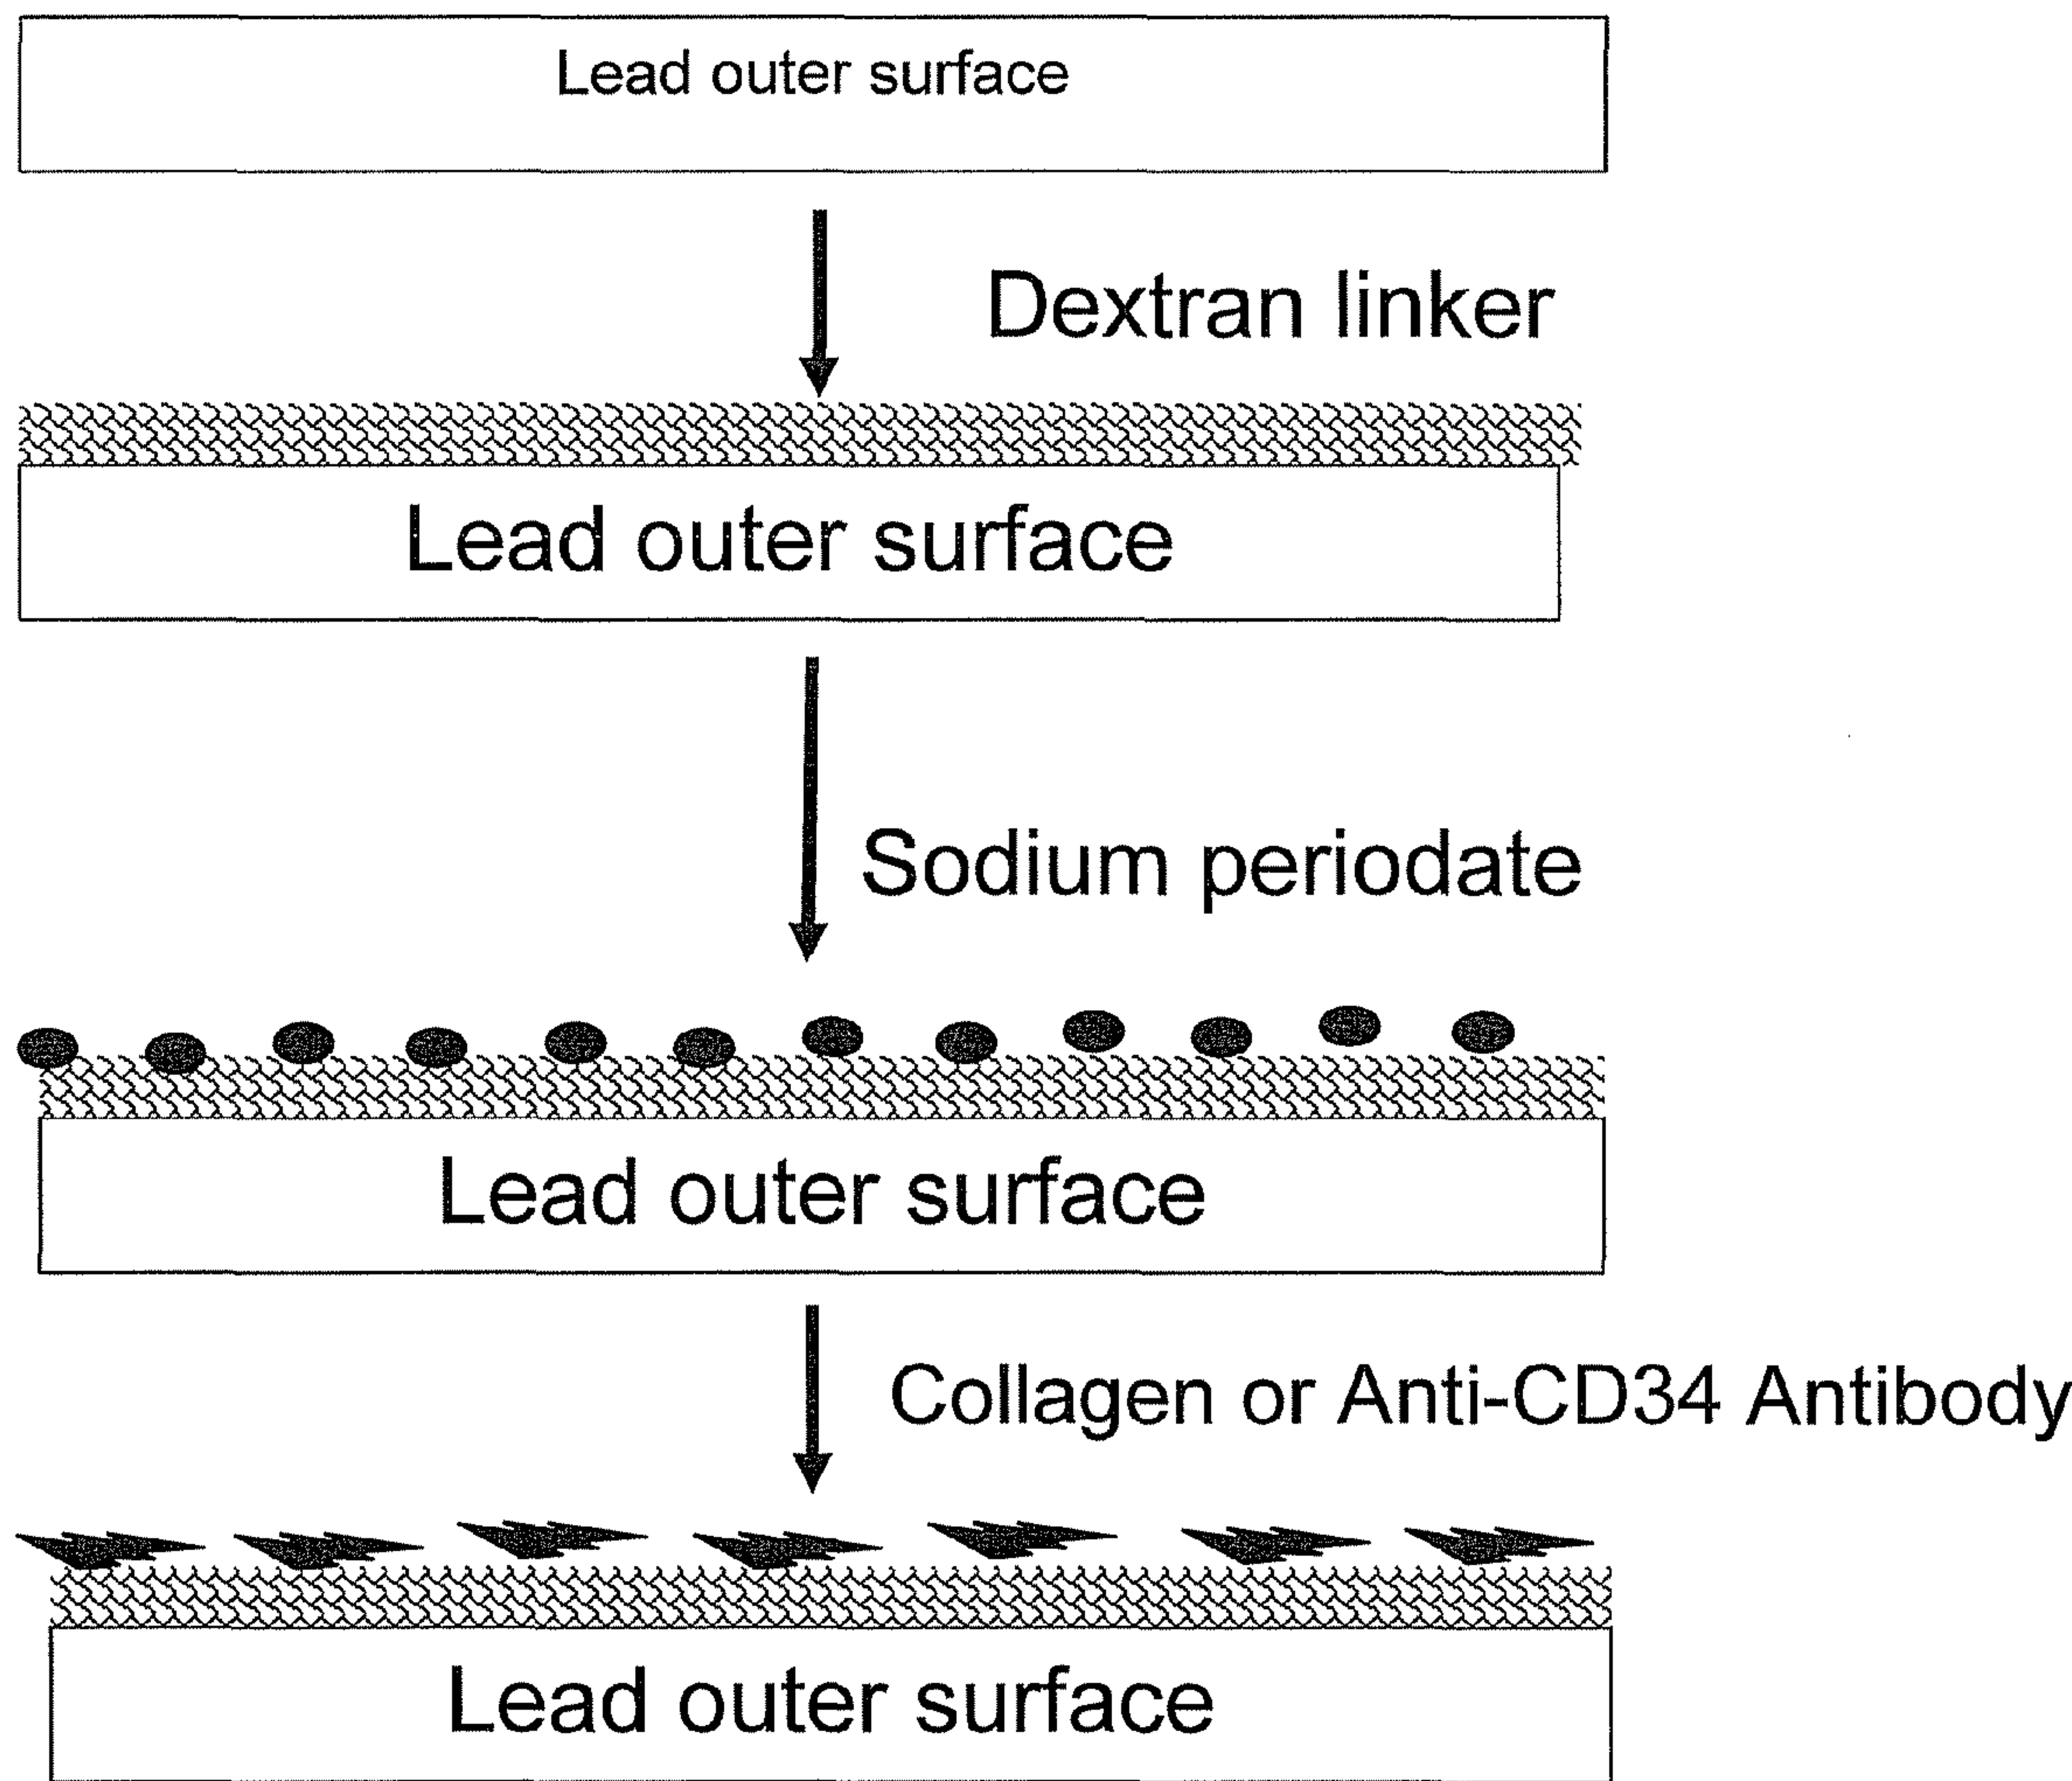 Lead outer surface
Dextran linker
Lead outer surface
Sodium periodate
Lead outer surface
Collagen or Anti-CD34 Antibody
Lead outer surface